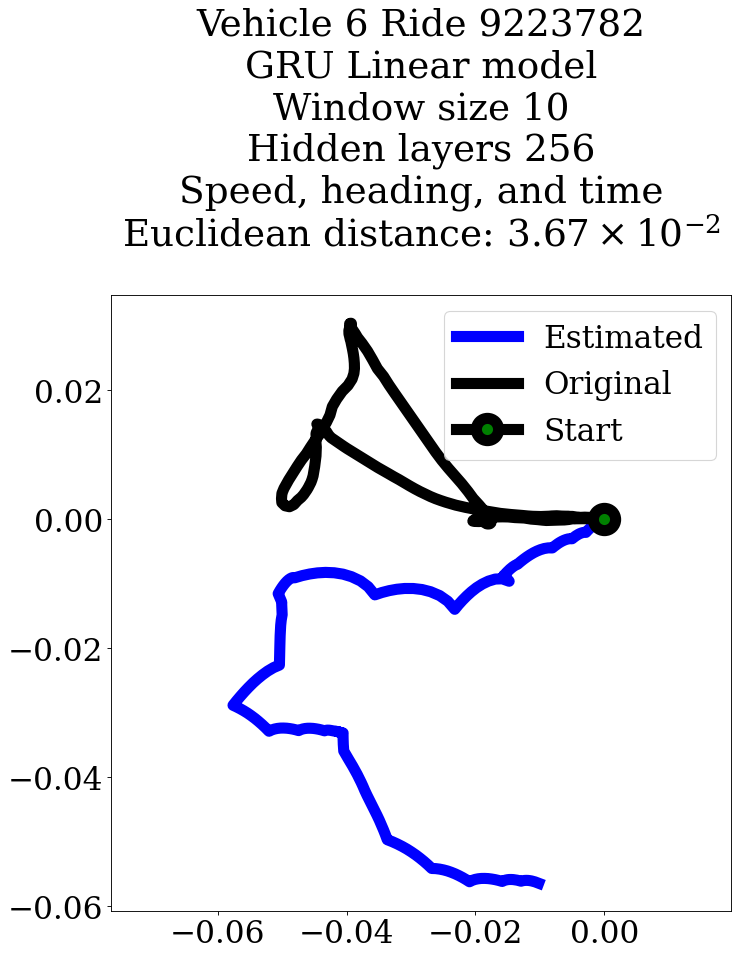 Vehicle 6 Ride 9223782
GRU Linear model
Window size 10
Hidden layers 256
Speed, heading, and time
Euclidean distance: 3.67 × 10⁻²
Estimated
Original
Start
0.02
0.00
−0.02
−0.04
−0.06
−0.06 −0.04 −0.02 0.00